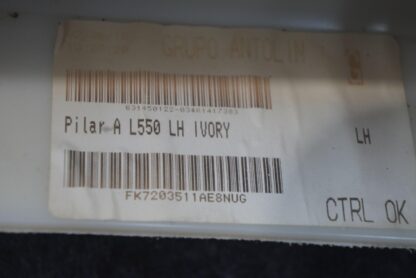 GRUPO ANTOLIN
Pilar A L550 LH IVORY
LH
FK7203511AE8NUG
CTRL OK